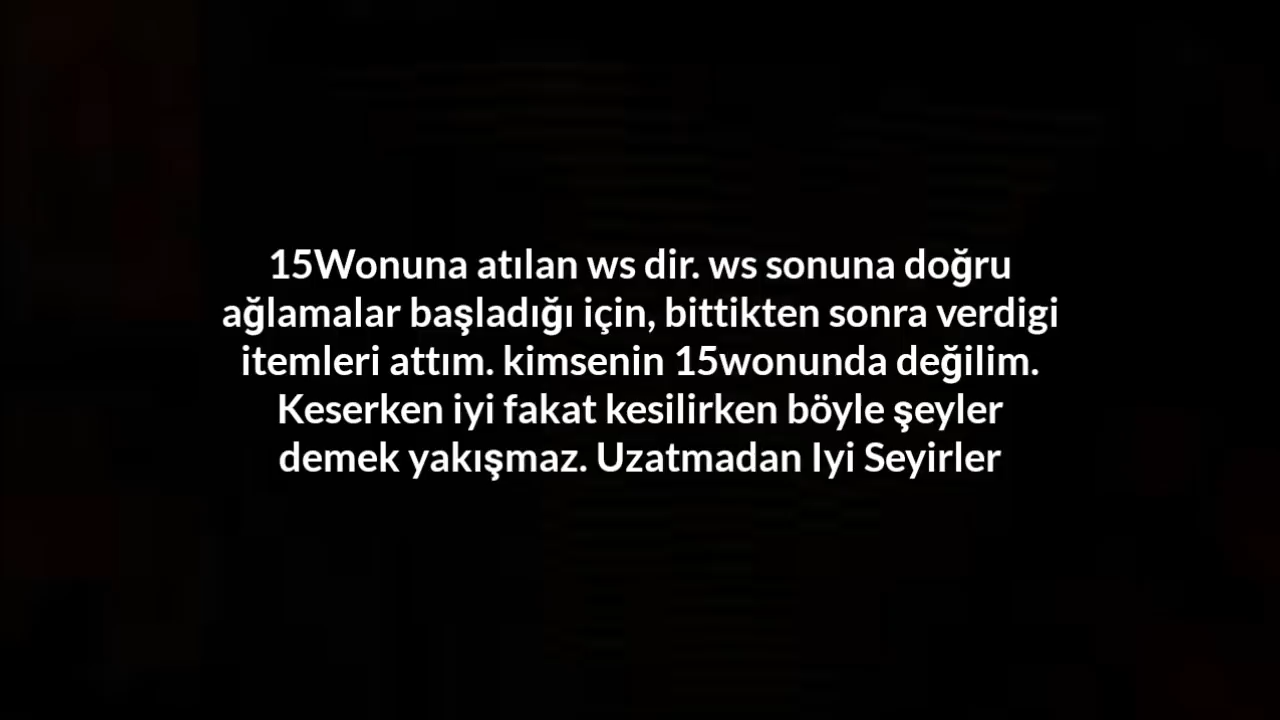 15Wonuna atılan ws dir. ws sonuna doğru
ağlamalar başladığı için, bittikten sonra verdigi
itemleri attım. kimsenin 15wonunda değilim.
Keserken iyi fakat kesilirken böyle şeyler
demek yakışmaz. Uzatmadan Iyi Seyirler